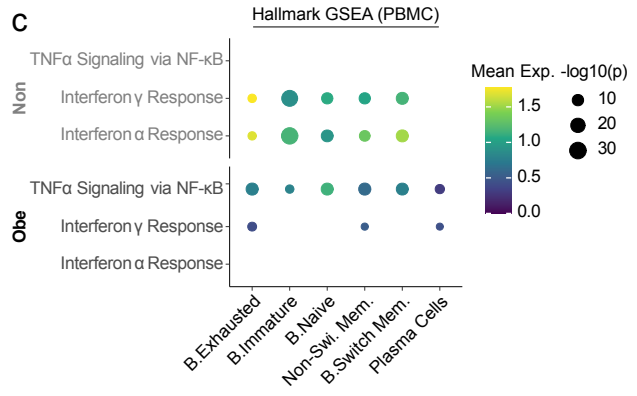 C
Hallmark GSEA (PBMC)
Non
TNFα Signaling via NF-κB
Interferon γ Response
Interferon α Response
Obe
TNFα Signaling via NF-κB
Interferon γ Response
Interferon α Response
B.Exhausted
B.Immature
B.Naive
Non-Swi. Mem.
B.Switch Mem.
Plasma Cells
Mean Exp.
1.5
1.0
0.5
0.0
-log10(p)
10
20
30